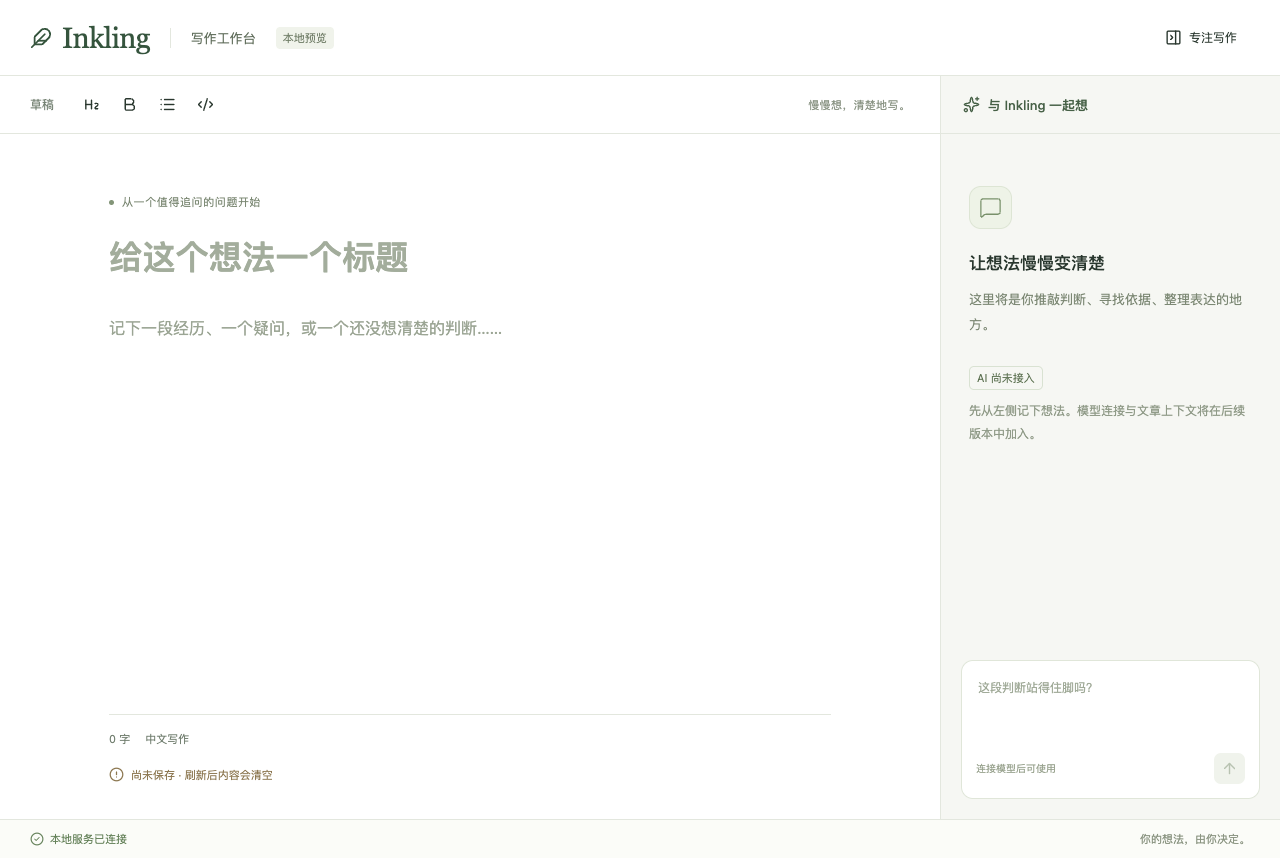 Inkling
写作工作台
本地预览
专注写作
草稿
H2
B
慢慢想，清楚地写。
与 Inkling 一起想
从一个值得追问的问题开始
给这个想法一个标题
记下一段经历、一个疑问，或一个还没想清楚的判断……
让想法慢慢变清楚
这里将是你推敲判断、寻找依据、整理表达的地
方。
AI 尚未接入
先从左侧记下想法。模型连接与文章上下文将在后续
版本中加入。
这段判断站得住脚吗?
连接模型后可使用
0 字
中文写作
尚未保存 · 刷新后内容会清空
本地服务已连接
你的想法，由你决定。